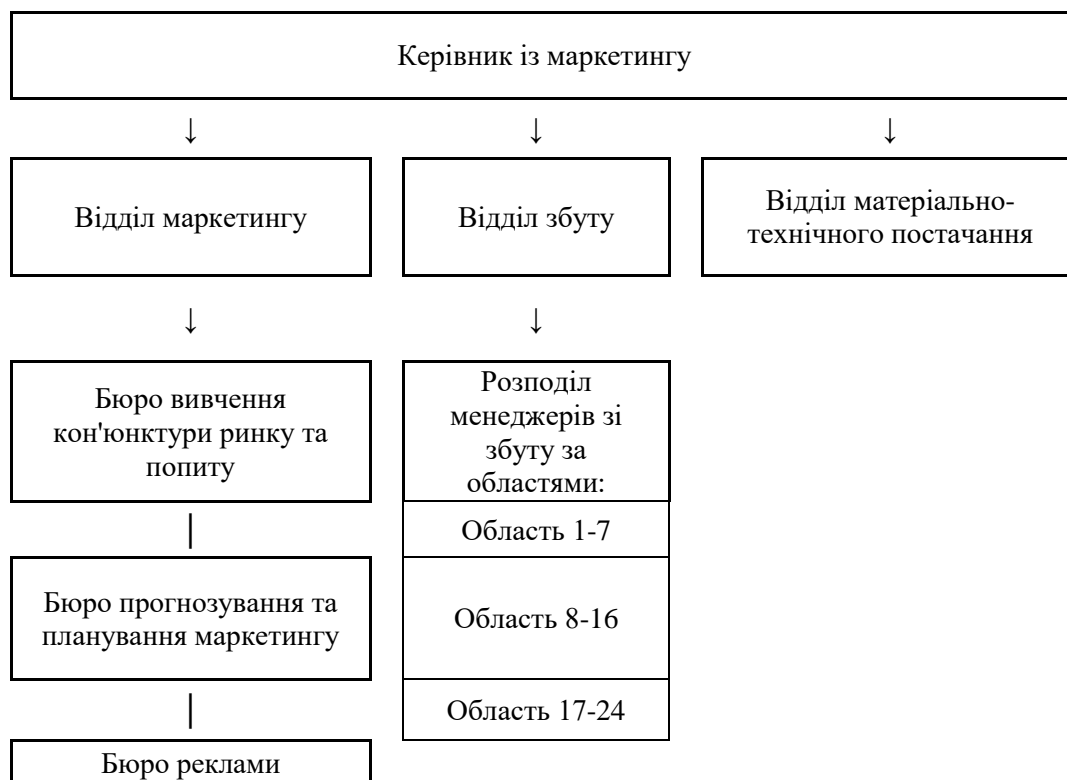 Керівник із маркетингу
↓ ↓ ↓
Відділ маркетингу
Відділ збуту
Відділ матеріально-
технічного постачання
↓ ↓
Бюро вивчення
кон'юнктури ринку та
попиту
Розподіл
менеджерів зі
збуту за
областями:
Область 1-7
Бюро прогнозування та
планування маркетингу
Область 8-16
Область 17-24
Бюро реклами